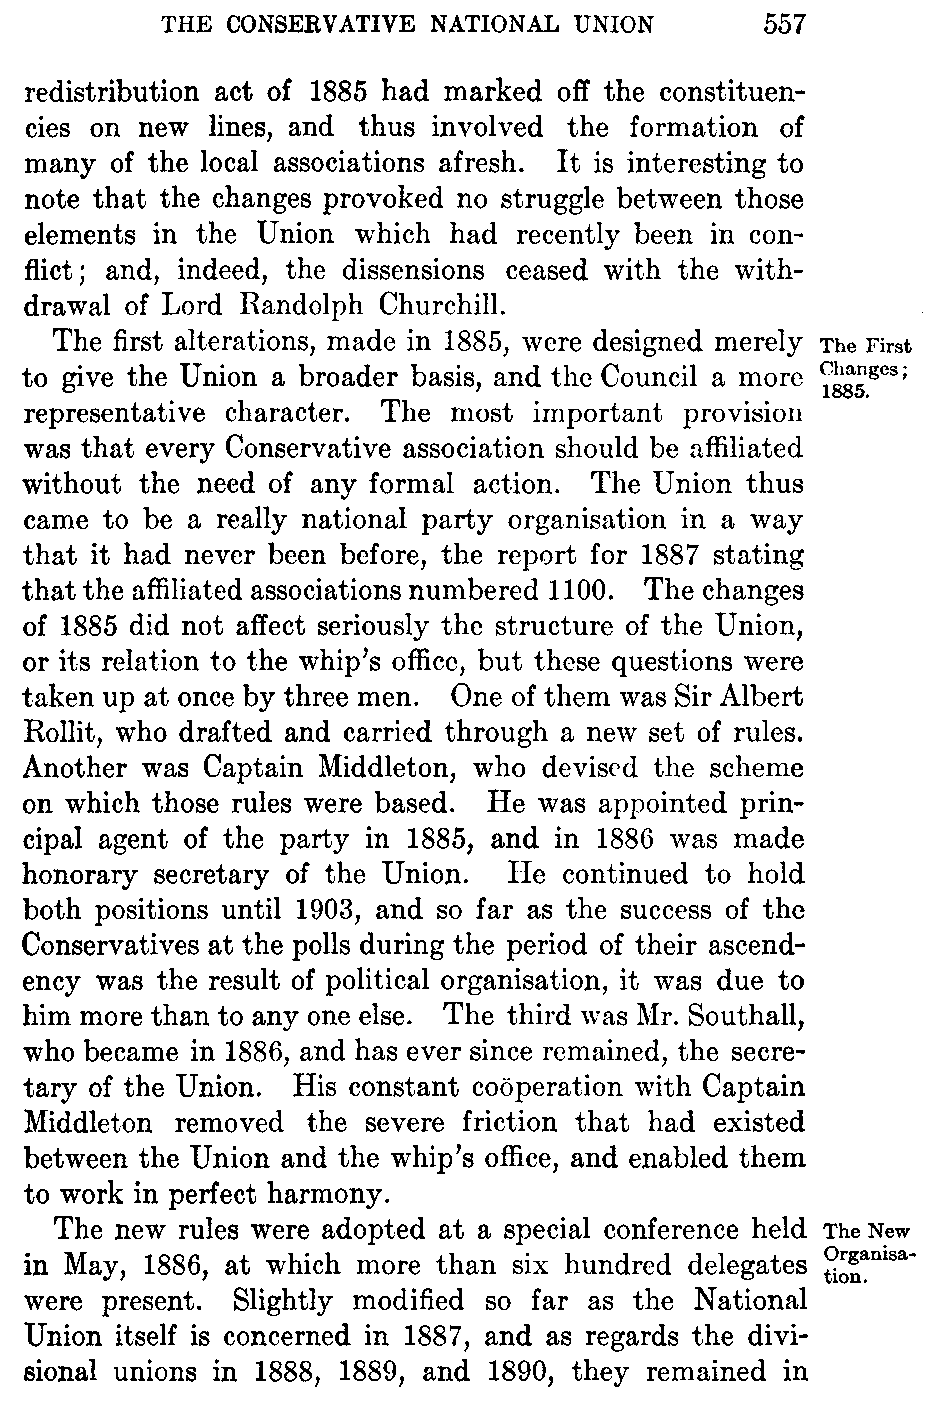 THE CONSERVATIVE NATIONAL UNION 557
redistribution act of 1885 had marked off the constituen-
cies on new lines, and thus involved the formation of
many of the local associations afresh. It is interesting to
note that the changes provoked no struggle between those
elements in the Union which had recently been in con-
flict; and, indeed, the dissensions ceased with the with-
drawal of Lord Randolph Churchill.
The first alterations, made in 1885, were designed merely
to give the Union a broader basis, and the Council a more
representative character. The most important provision
was that every Conservative association should be affiliated
without the need of any formal action. The Union thus
came to be a really national party organisation in a way
that it had never been before, the report for 1887 stating
that the affiliated associations numbered 1100. The changes
of 1885 did not affect seriously the structure of the Union,
or its relation to the whip's office, but these questions were
taken up at once by three men. One of them was Sir Albert
Rollit, who drafted and carried through a new set of rules.
Another was Captain Middleton, who devised the scheme
on which those rules were based. He was appointed prin-
cipal agent of the party in 1885, and in 1886 was made
honorary secretary of the Union. He continued to hold
both positions until 1903, and so far as the success of the
Conservatives at the polls during the period of their ascend-
ency was the result of political organisation, it was due to
him more than to any one else. The third was Mr. Southall,
who became in 1886, and has ever since remained, the secre-
tary of the Union. His constant coöperation with Captain
Middleton removed the severe friction that had existed
between the Union and the whip's office, and enabled them
to work in perfect harmony.
The new rules were adopted at a special conference held
in May, 1886, at which more than six hundred delegates
were present. Slightly modified so far as the National
Union itself is concerned in 1887, and as regards the divi-
sional unions in 1888, 1889, and 1890, they remained in
The First
Changes;
1885.
The New
Organisa-
tion.